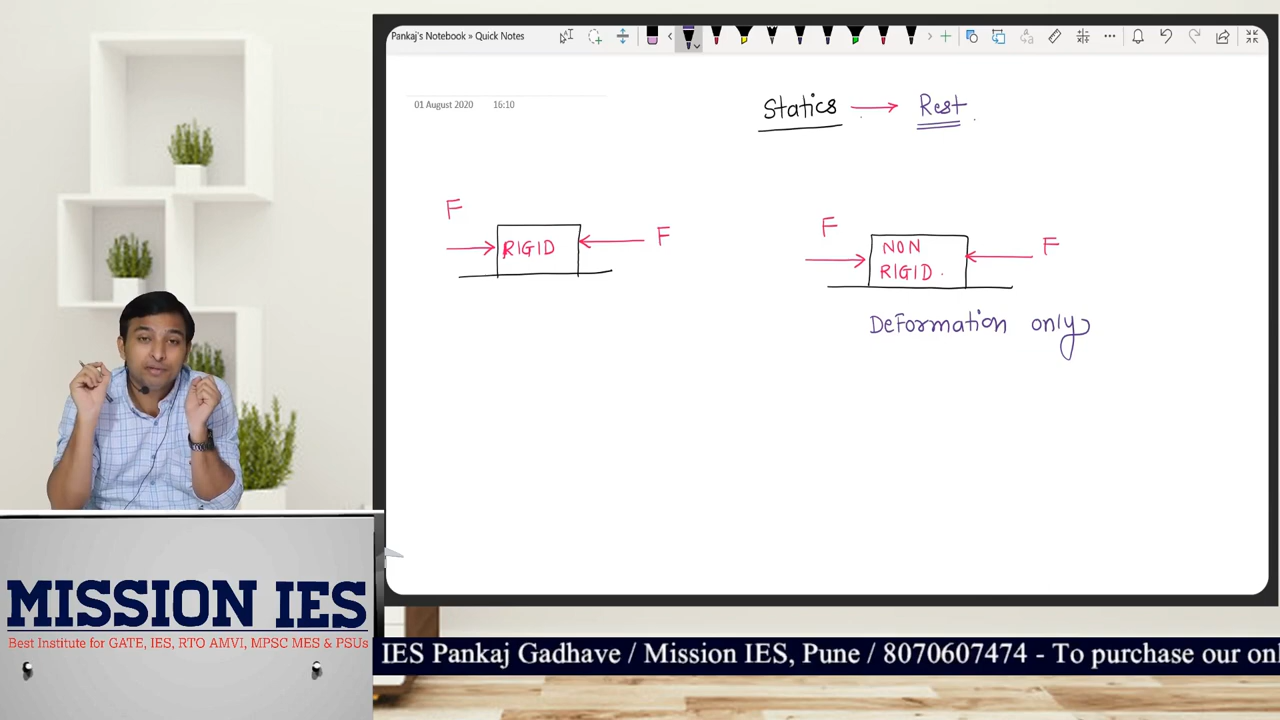 Pankaj's Notebook » Quick Notes
01 August 2020 16:10
Statics → Rest
F
RIGID
F
F
NON
RIGID.
F
DeFormation only
MISSION IES
Best Institute for GATE, IES, RTO AMVI, MPSC MES & PSUs
IES Pankaj Gadhave / Mission IES, Pune / 8070607474 - To purchase our onl